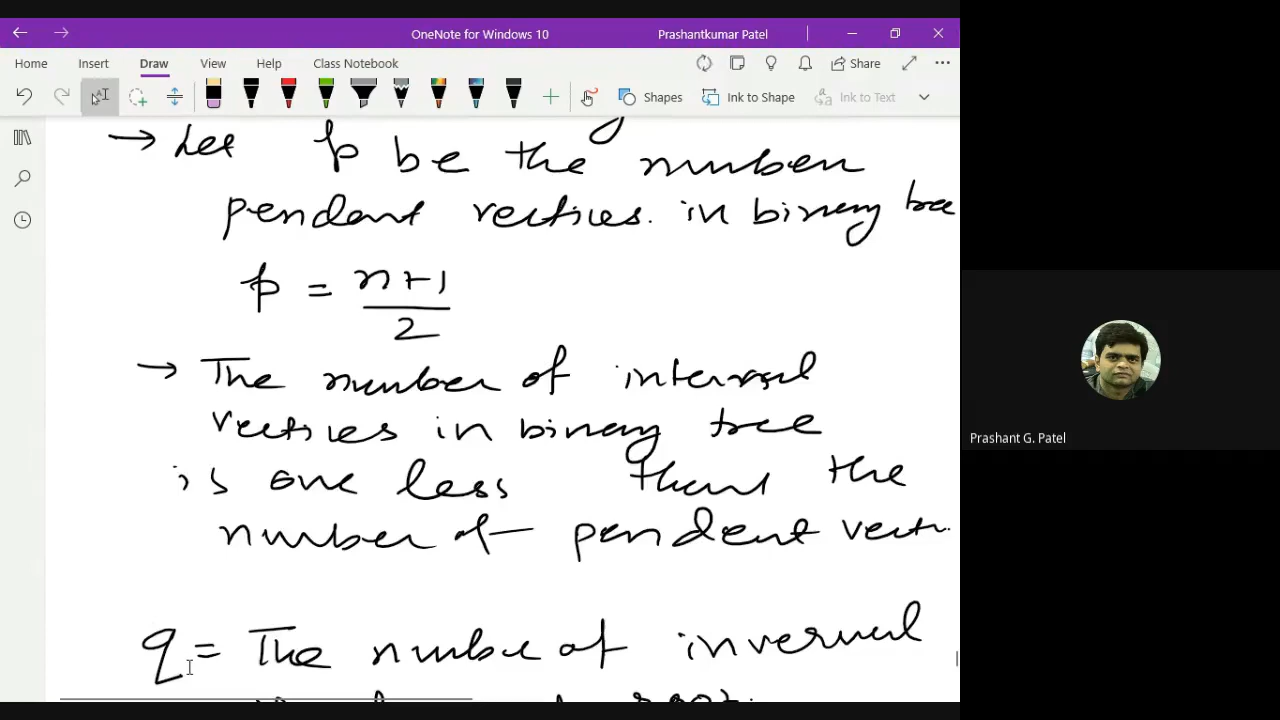 OneNote for Windows 10
Prashantkumar Patel
Home Insert Draw View Help Class Notebook
Share
Shapes Ink to Shape Ink to Text
→ Let p be the number
pendant vertices. in binary tree
p = n+1
2
→ The number of internal
vertices in binary tree
is one less than the
number of pendent
q = The number of internal
Prashant G. Patel